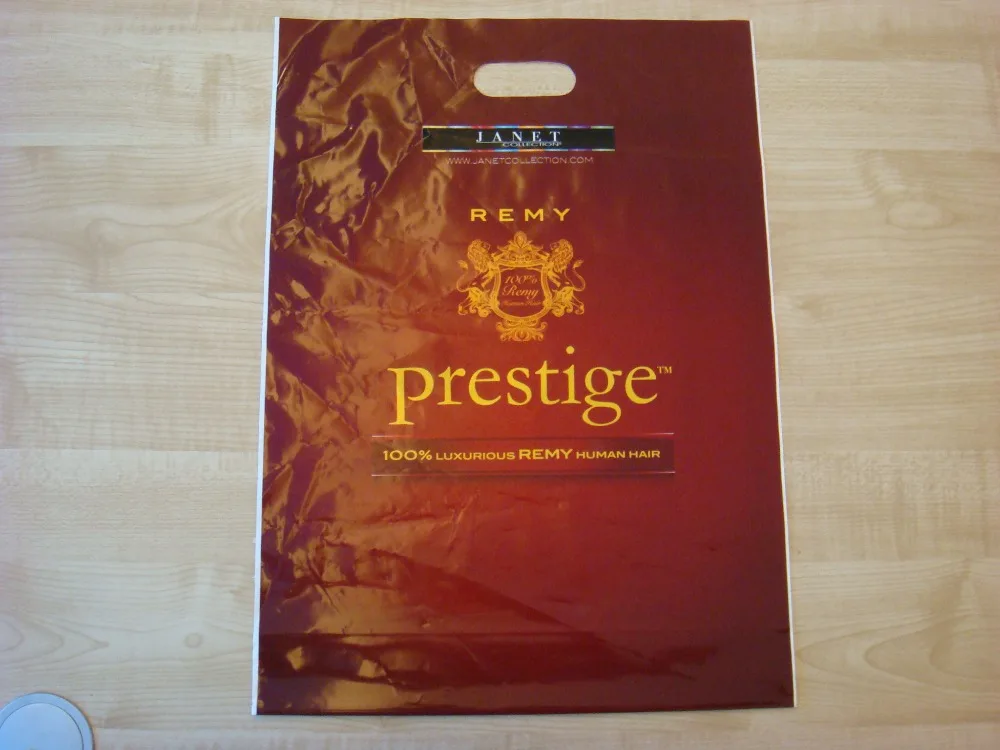 JANET
COLLECTION
WWW.JANETCOLLECTION.COM
REMY
100%
Remy
Human Hair
prestige™
100% LUXURIOUS REMY HUMAN HAIR